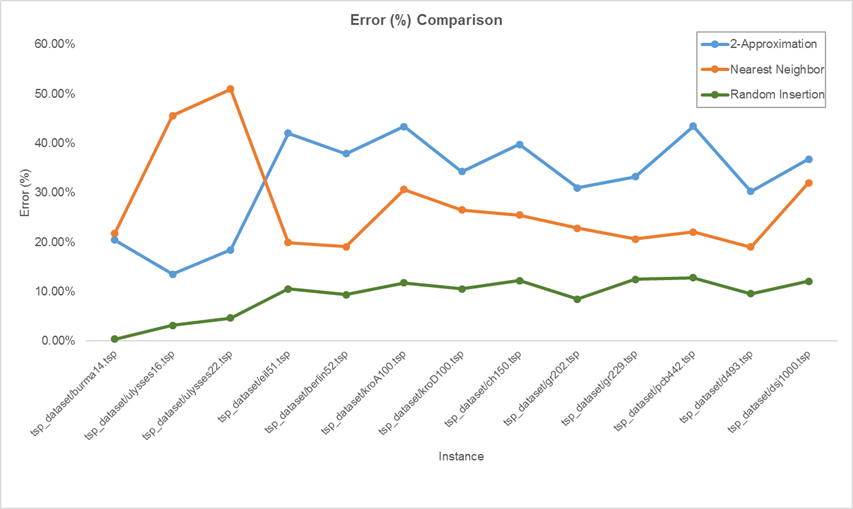 Error (%) Comparison
60.00%
50.00%
40.00%
30.00%
20.00%
10.00%
0.00%
Error (%)
2-Approximation
Nearest Neighbor
Random Insertion
tsp_dataset/burma14.tsp
tsp_dataset/ulysses16.tsp
tsp_dataset/ulysses22.tsp
tsp_dataset/eil51.tsp
tsp_dataset/berlin52.tsp
tsp_dataset/kroA100.tsp
tsp_dataset/kroD100.tsp
tsp_dataset/ch150.tsp
tsp_dataset/gr202.tsp
tsp_dataset/gr229.tsp
tsp_dataset/pcb442.tsp
tsp_dataset/d493.tsp
tsp_dataset/dsj1000.tsp
Instance